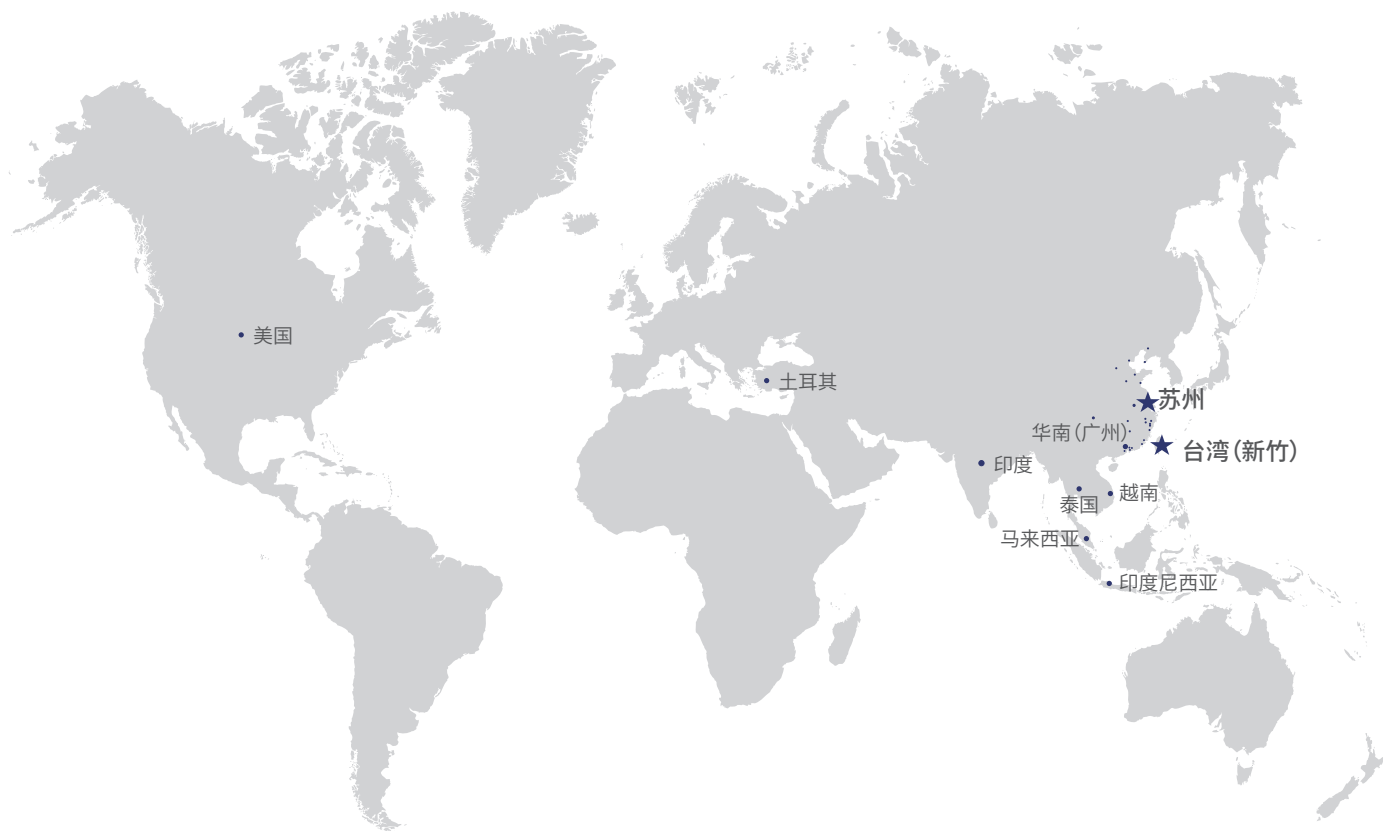 美国
土耳其
苏州
华南（广州）
台湾（新竹）
印度
越南
泰国
马来西亚
印度尼西亚